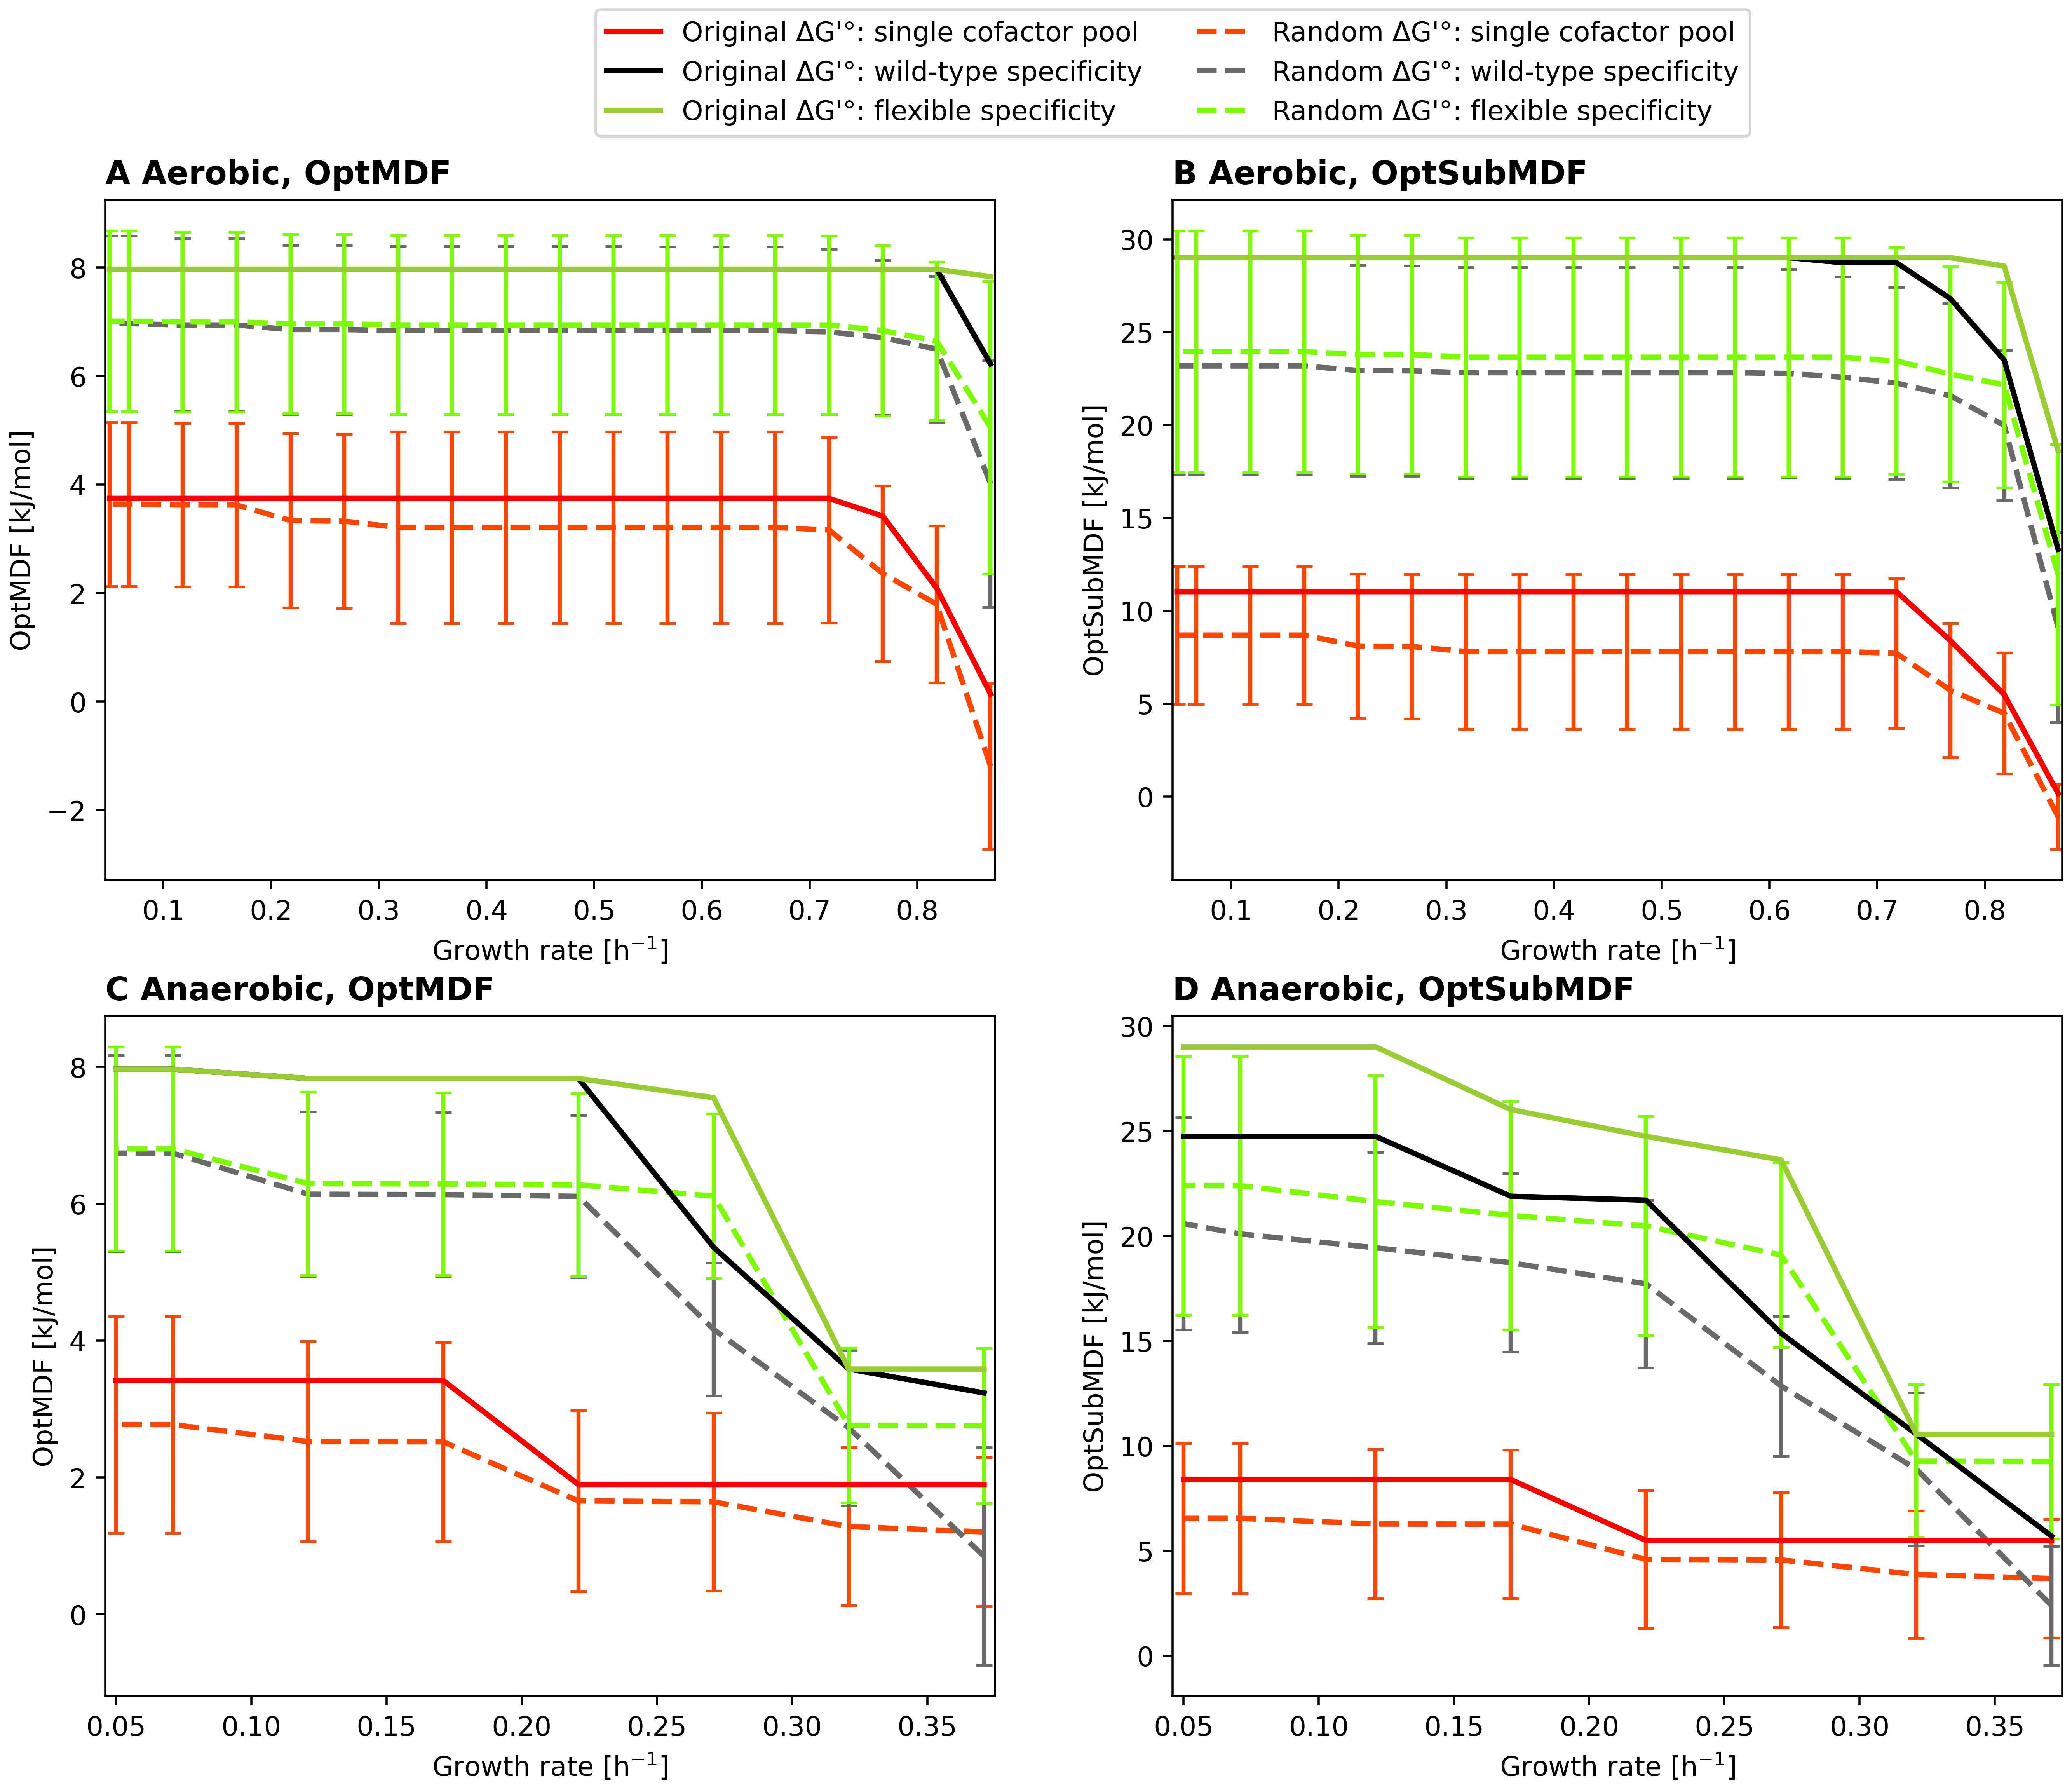 Original ΔG'°: single cofactor pool
Original ΔG'°: wild-type specificity
Original ΔG'°: flexible specificity
Random ΔG'°: single cofactor pool
Random ΔG'°: wild-type specificity
Random ΔG'°: flexible specificity
A Aerobic, OptMDF
OptMDF [kJ/mol]
8
6
4
2
0
−2
0.1 0.2 0.3 0.4 0.5 0.6 0.7 0.8
Growth rate [h⁻¹]
B Aerobic, OptSubMDF
OptSubMDF [kJ/mol]
30
25
20
15
10
5
0
0.1 0.2 0.3 0.4 0.5 0.6 0.7 0.8
Growth rate [h⁻¹]
C Anaerobic, OptMDF
OptMDF [kJ/mol]
8
6
4
2
0
0.05 0.10 0.15 0.20 0.25 0.30 0.35
Growth rate [h⁻¹]
D Anaerobic, OptSubMDF
OptSubMDF [kJ/mol]
30
25
20
15
10
5
0
0.05 0.10 0.15 0.20 0.25 0.30 0.35
Growth rate [h⁻¹]